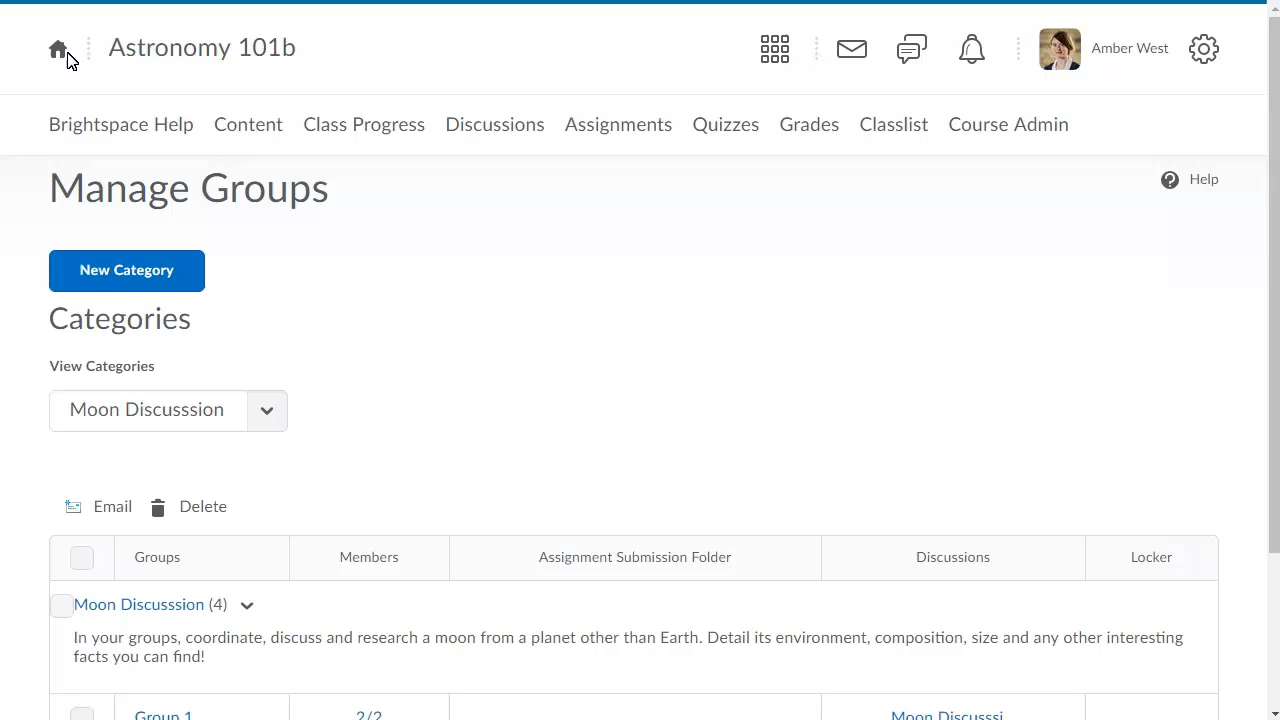 Astronomy 101b
Amber West
Brightspace Help Content Class Progress Discussions Assignments Quizzes Grades Classlist Course Admin
Manage Groups
Help
New Category
Categories
View Categories
Moon Discusssion
Email Delete
Groups Members Assignment Submission Folder Discussions Locker
Moon Discusssion (4)
In your groups, coordinate, discuss and research a moon from a planet other than Earth. Detail its environment, composition, size and any other interesting
facts you can find!
Group 1 2/2 Moon Discusssi